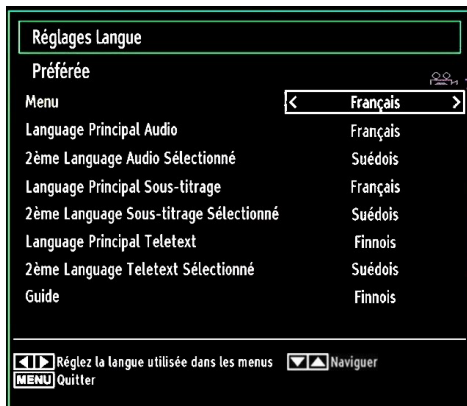 Réglages Langue
Préférée
Menu < Français >
Language Principal Audio Français
2ème Language Audio Sélectionné Suédois
Language Principal Sous-titrage Français
2ème Language Sous-titrage Sélectionné Suédois
Language Principal Teletext Finnois
2ème Language Teletext Sélectionné Suédois
Guide Finnois
Réglez la langue utilisée dans les menus Naviguer
MENU Quitter